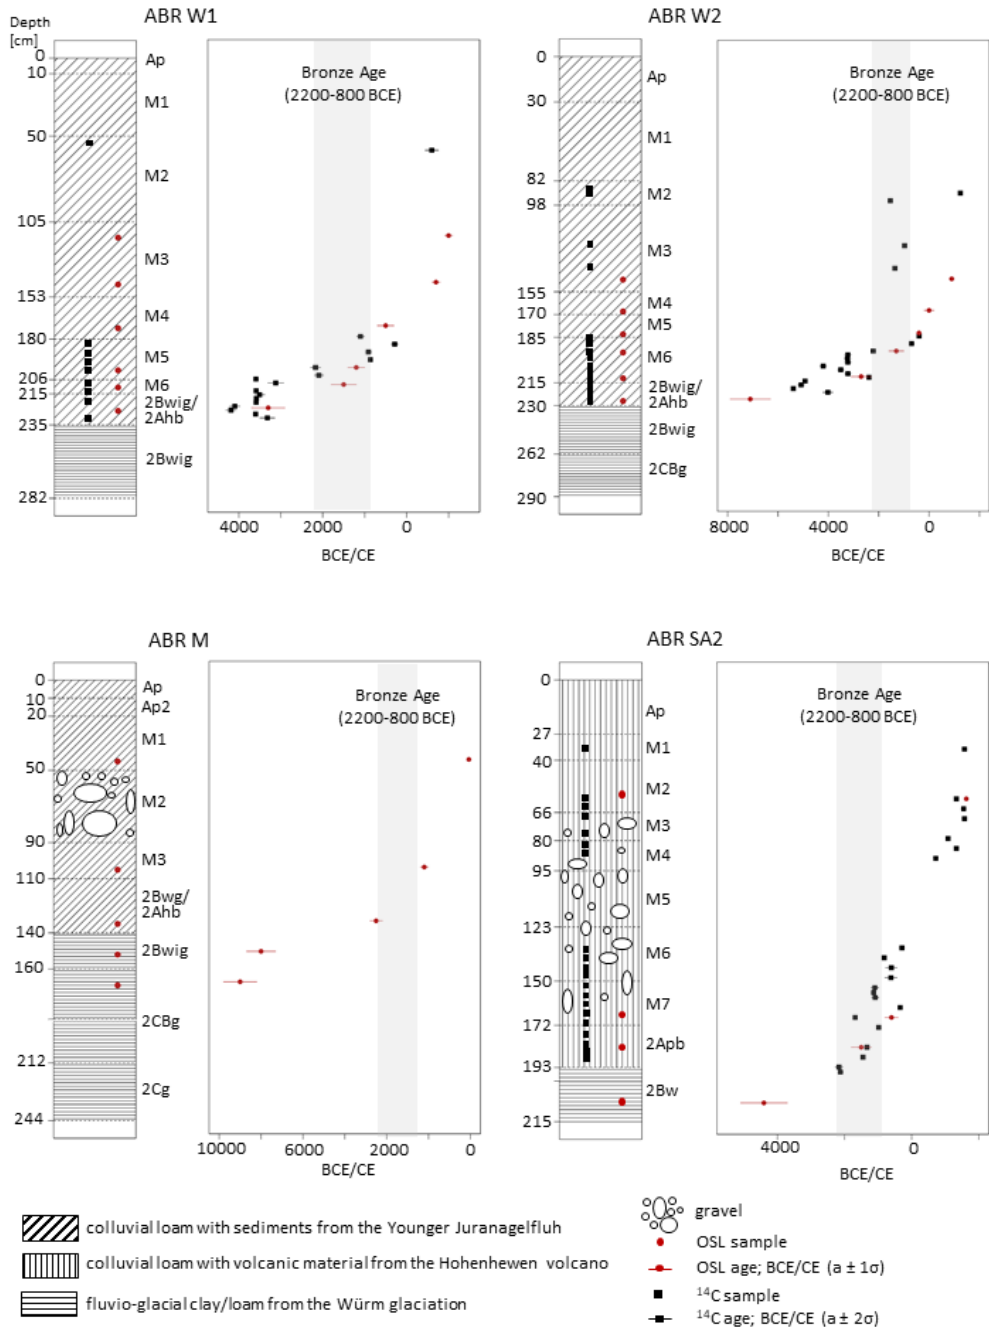 ABR W1
Depth
[cm]
0
10
50
105
153
180
206
215
235
282
Ap
M1
M2
M3
M4
M5
M6
2Bwig/
2Ahb
2Bwig
Bronze Age
(2200-800 BCE)
4000
2000
0
BCE/CE
ABR W2
0
30
82
98
155
170
185
215
230
262
290
Ap
M1
M2
M3
M4
M5
M6
2Bwig/
2Ahb
2Bwig
2CBg
Bronze Age
(2200-800 BCE)
8000
4000
0
BCE/CE
ABR M
0
10
20
50
90
110
140
160
212
244
Ap
Ap2
M1
M2
M3
2Bwg/
2Ahb
2Bwig
2CBg
2Cg
Bronze Age
(2200-800 BCE)
10000
6000
2000
0
BCE/CE
ABR SA2
0
27
40
66
80
95
123
150
172
193
215
Ap
M1
M2
M3
M4
M5
M6
M7
2Apb
2Bw
Bronze Age
(2200-800 BCE)
4000
0
BCE/CE
colluvial loam with sediments from the Younger Juranagelfluh
colluvial loam with volcanic material from the Hohenhewen volcano
fluvio-glacial clay/loam from the Würm glaciation
gravel
OSL sample
OSL age; BCE/CE (a ± 1σ)
14C sample
14C age; BCE/CE (a ± 2σ)